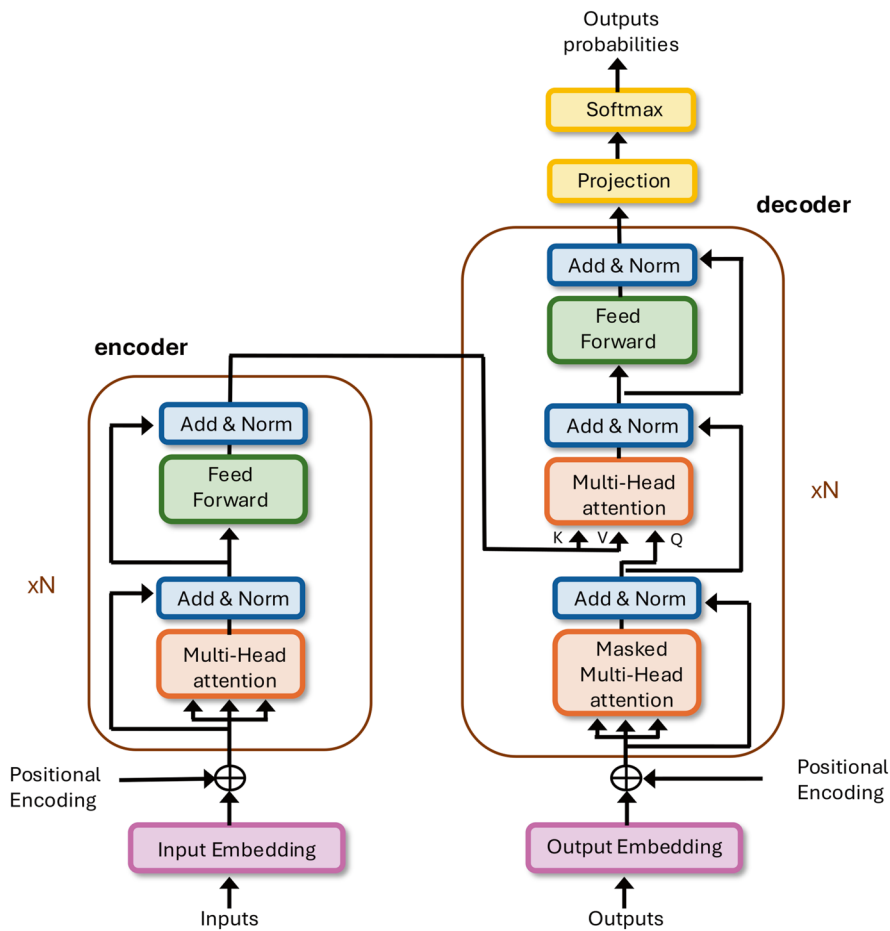 Outputs
probabilities
Softmax
Projection
decoder
Add & Norm
Feed
Forward
encoder
Add & Norm
Add & Norm
Feed
Forward
Multi-Head
attention
xN
K V Q
xN
Add & Norm
Add & Norm
Multi-Head
attention
Masked
Multi-Head
attention
Positional
Encoding
Positional
Encoding
Input Embedding
Output Embedding
Inputs
Outputs